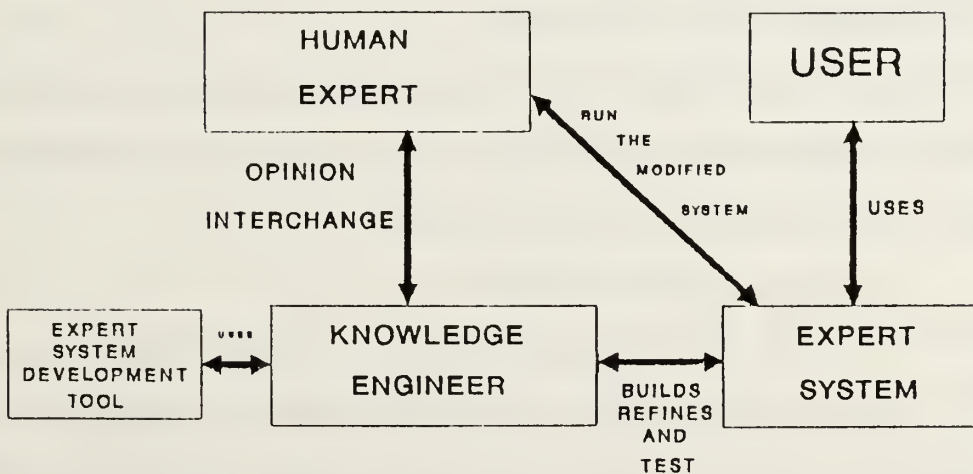 HUMAN
EXPERT
USER
RUN
THE
MODIFIED
SYSTEM
OPINION
INTERCHANGE
USES
EXPERT
SYSTEM
DEVELOPMENT
TOOL
USES
KNOWLEDGE
ENGINEER
BUILDS
REFINES
AND
TEST
EXPERT
SYSTEM